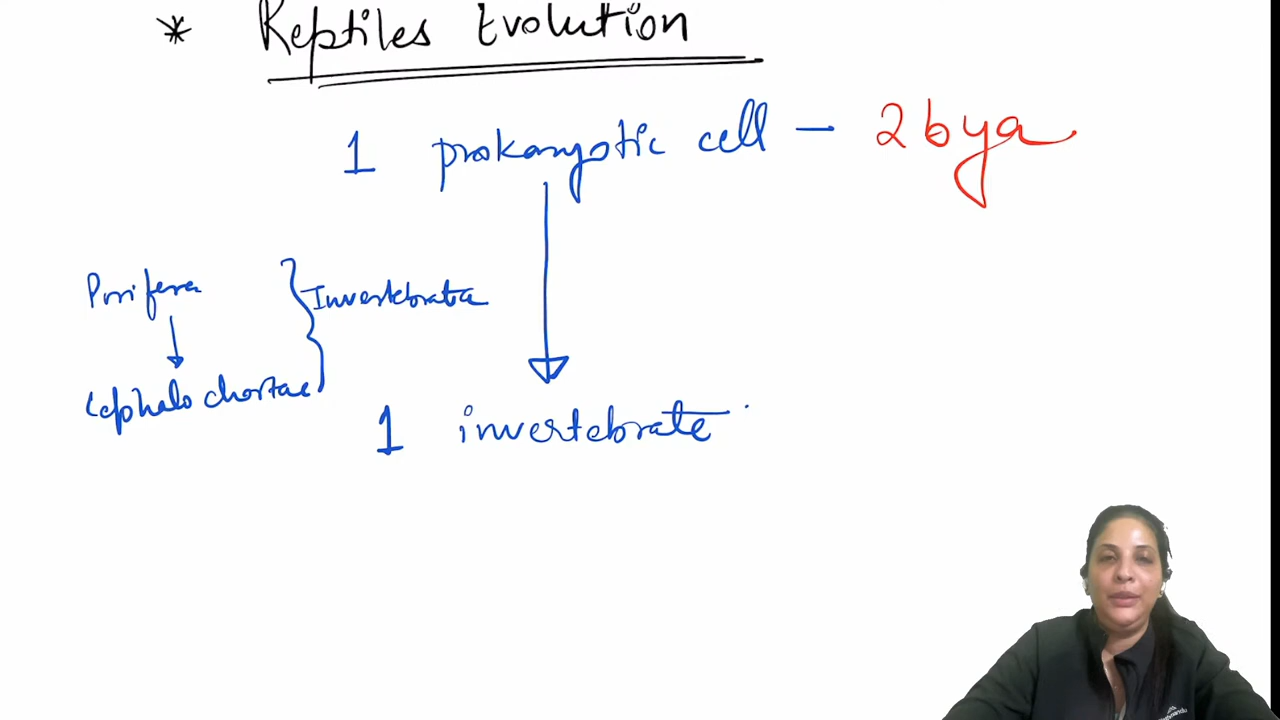 * Reptiles Evolution
1 prokaryotic cell - 2bya
Porifera
Invertebrata
Cephalo chortae
1 invertebrate